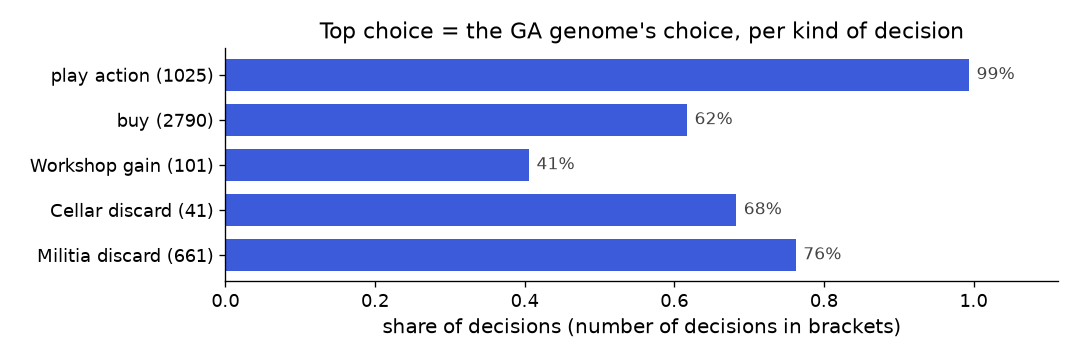 Top choice = the GA genome's choice, per kind of decision
play action (1025)
99%
buy (2790)
62%
Workshop gain (101)
41%
Cellar discard (41)
68%
Militia discard (661)
76%
0.0 0.2 0.4 0.6 0.8 1.0
share of decisions (number of decisions in brackets)